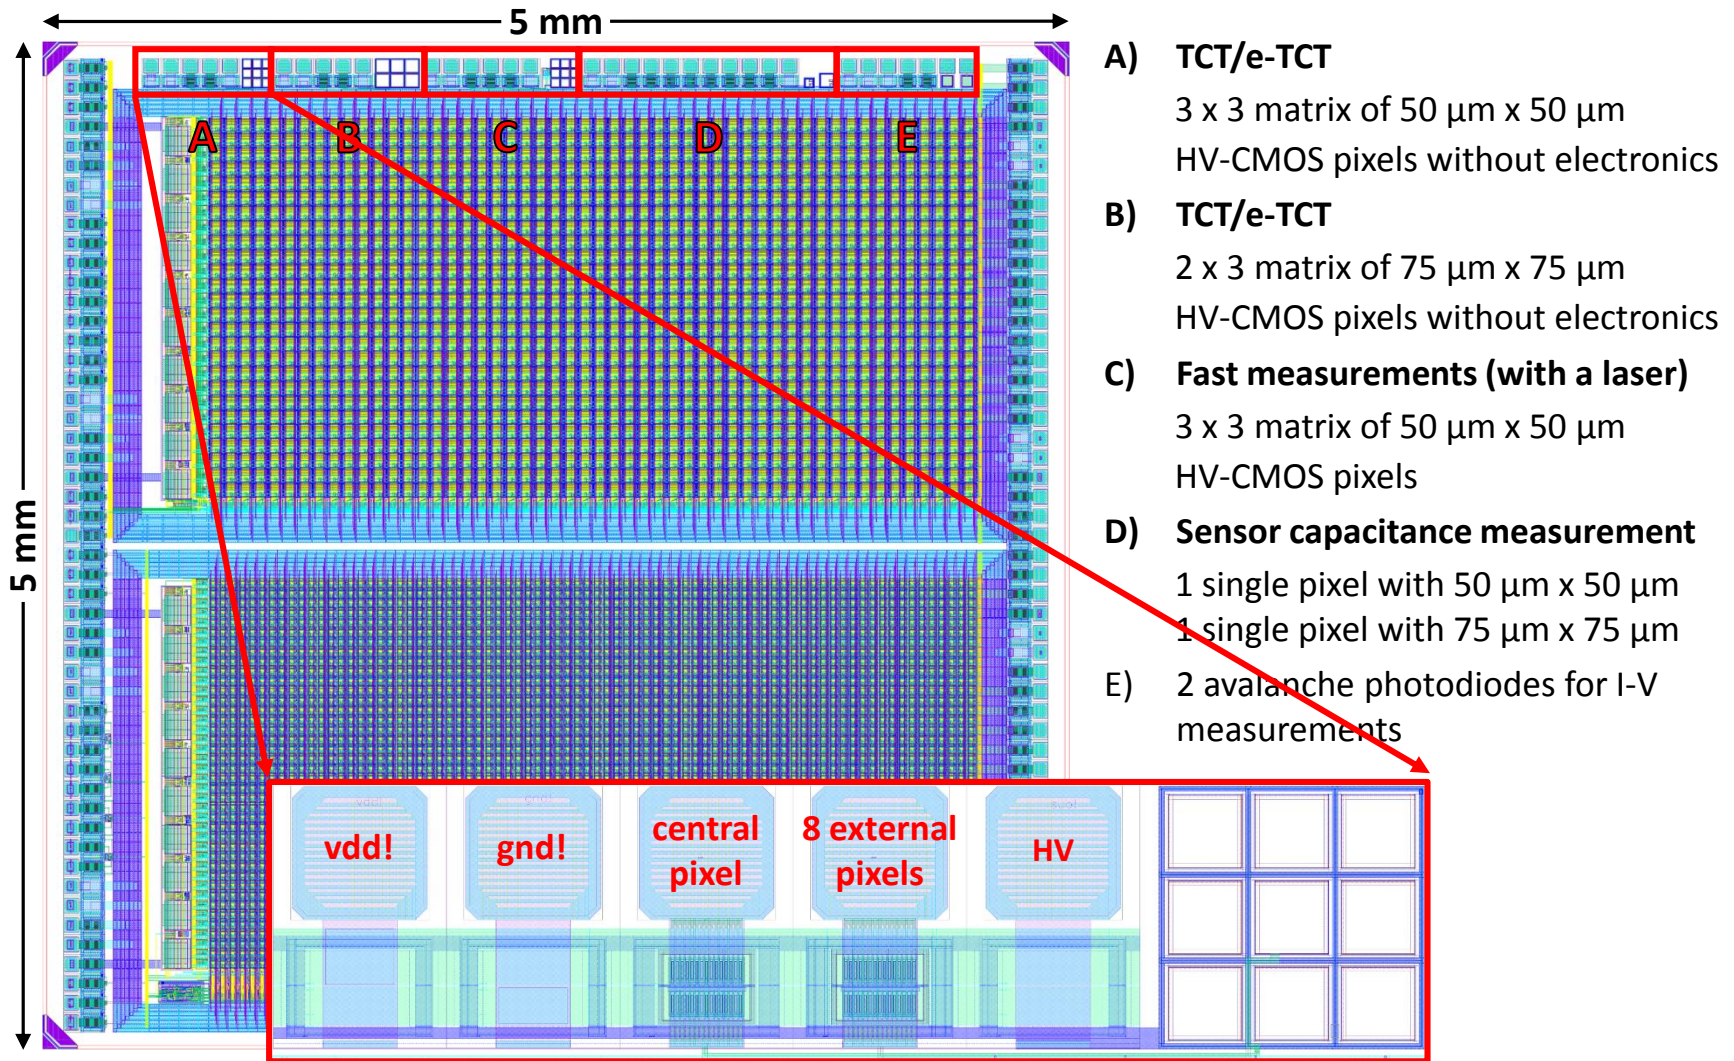 5 mm
5 mm
A
B
C
D
E
A) TCT/e-TCT
3 x 3 matrix of 50 µm x 50 µm
HV-CMOS pixels without electronics
B) TCT/e-TCT
2 x 3 matrix of 75 µm x 75 µm
HV-CMOS pixels without electronics
C) Fast measurements (with a laser)
3 x 3 matrix of 50 µm x 50 µm
HV-CMOS pixels
D) Sensor capacitance measurement
1 single pixel with 50 µm x 50 µm
1 single pixel with 75 µm x 75 µm
E) 2 avalanche photodiodes for I-V
measurements
vdd!
gnd!
central
pixel
8 external
pixels
HV
vdd!
gnd!